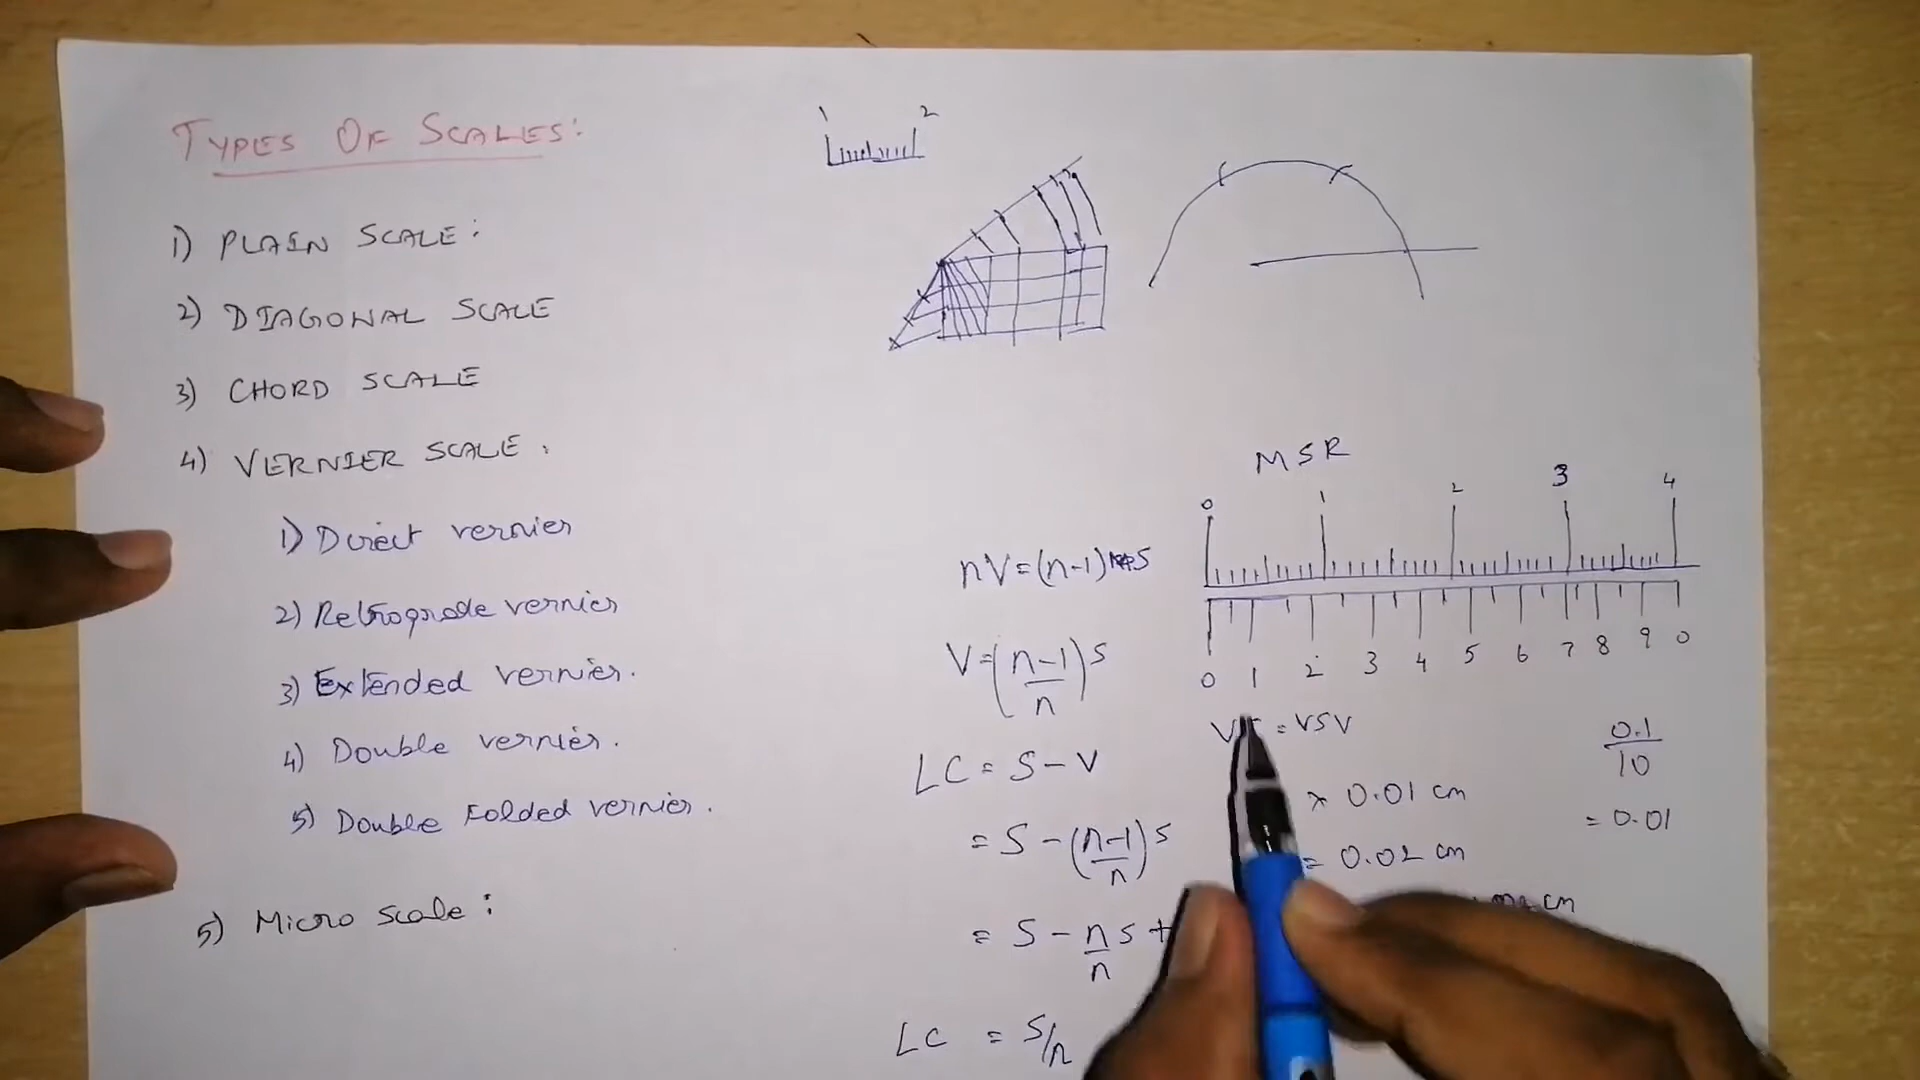 TYPES OF SCALES:
1) PLAIN SCALE:
2) DIAGONAL SCALE
3) CHORD SCALE
4) VERNIER SCALE:
1) Direct vernier
2) Retrograde vernier
3) Extended vernier.
4) Double vernier.
5) Double Folded vernier.
5) Micro scale:
1 2
MSR
0 1 2 3 4
0 1 2 3 4 5 6 7 8 9 0
nV=(n-1) S
V=(n-1/n)S
LC = S-V
= S-(n-1/n)S
= S - n/n S +
LC = S/n
= VSV
x 0.01 cm
= 0.02 cm
cm
0.1/10
= 0.01